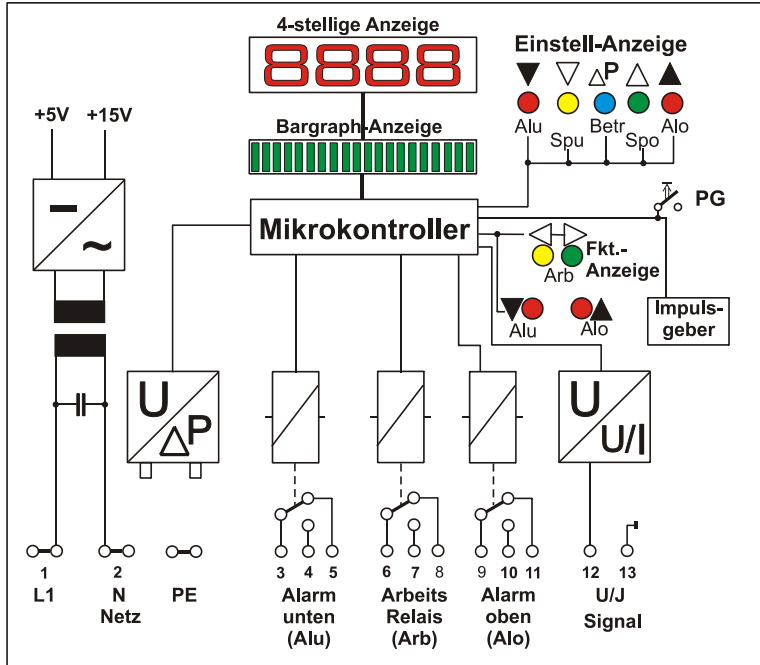 4-stellige Anzeige
8888
Einstell-Anzeige
ΔP
Alu Betr Alo
Spu Spo
+5V +15V
Bargraph-Anzeige
Mikrokontroller
PG
Fkt.-
Anzeige
Arb
Alu Alo
Impuls-
geber
U
ΔP
U
U/I
1 2
3 4 5 6 7 8 9 10 11 12 13
L1 N PE
Netz
Alarm
unten
(Alu)
Arbeits
Relais
(Arb)
Alarm
oben
(Alo)
U/J
Signal